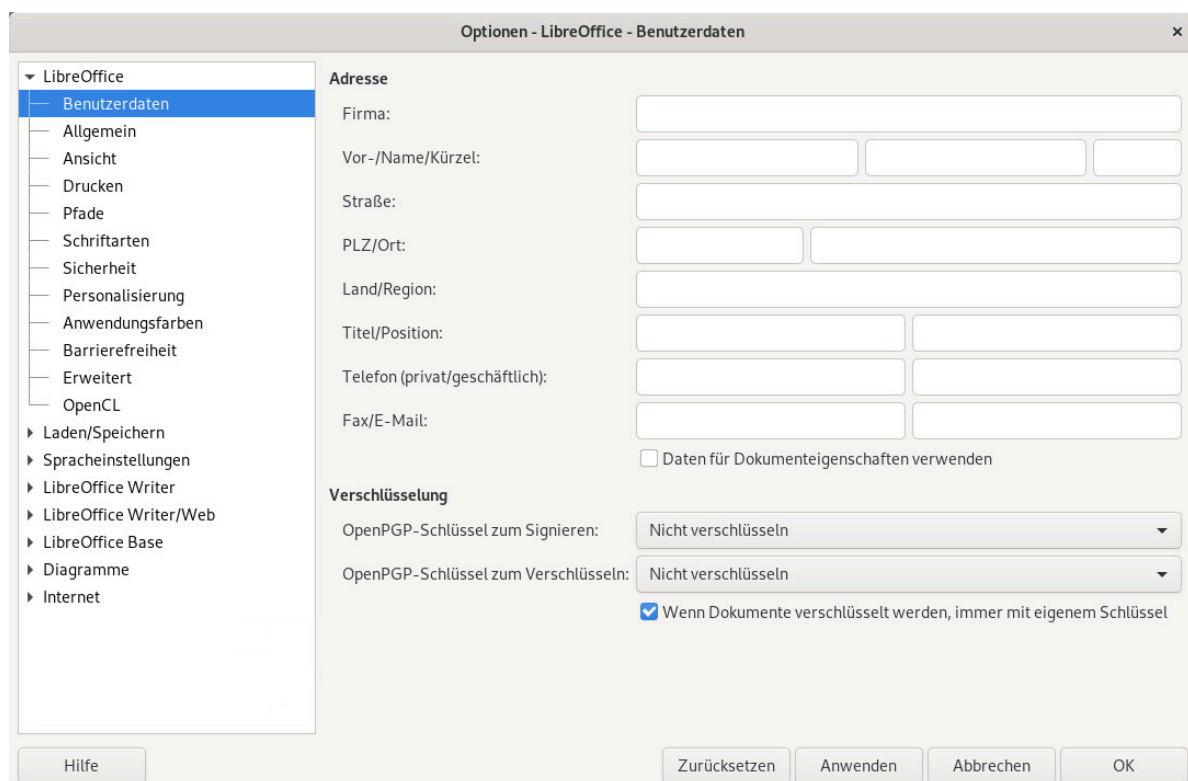 Optionen - LibreOffice - Benutzerdaten
LibreOffice
Benutzerdaten
Allgemein
Ansicht
Drucken
Pfade
Schriftarten
Sicherheit
Personalisierung
Anwendungsfarben
Barrierefreiheit
Erweitert
OpenCL
Laden/Speichern
Spracheinstellungen
LibreOffice Writer
LibreOffice Writer/Web
LibreOffice Base
Diagramme
Internet
Adresse
Firma:
Vor-/Name/Kürzel:
Straße:
PLZ/Ort:
Land/Region:
Titel/Position:
Telefon (privat/geschäftlich):
Fax/E-Mail:
Daten für Dokumenteigenschaften verwenden
Verschlüsselung
OpenPGP-Schlüssel zum Signieren: Nicht verschlüsseln
OpenPGP-Schlüssel zum Verschlüsseln: Nicht verschlüsseln
Wenn Dokumente verschlüsselt werden, immer mit eigenem Schlüssel
Hilfe Zurücksetzen Anwenden Abbrechen OK